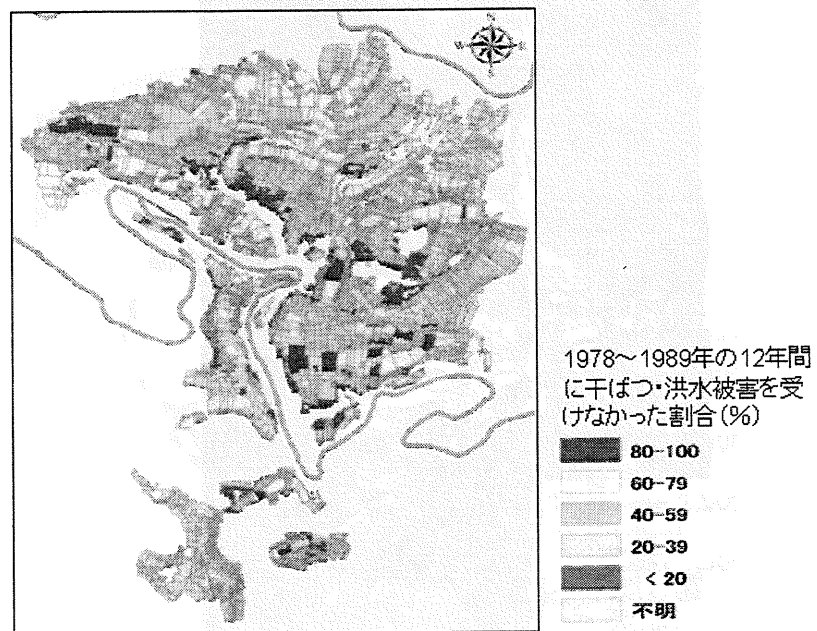 N
W
E
S
1978～1989年の12年間
に干ばつ・洪水被害を受
けなかった割合(%)
80-100
60-79
40-59
20-39
< 20
不明